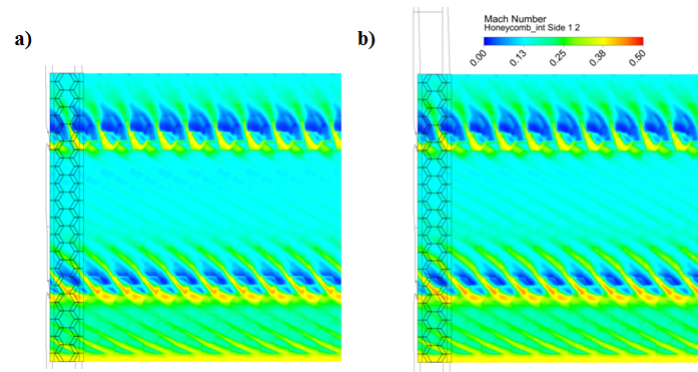 a)
b)
Mach Number
Honeycomb_int Side 1 2
0.00 0.13 0.25 0.38 0.50